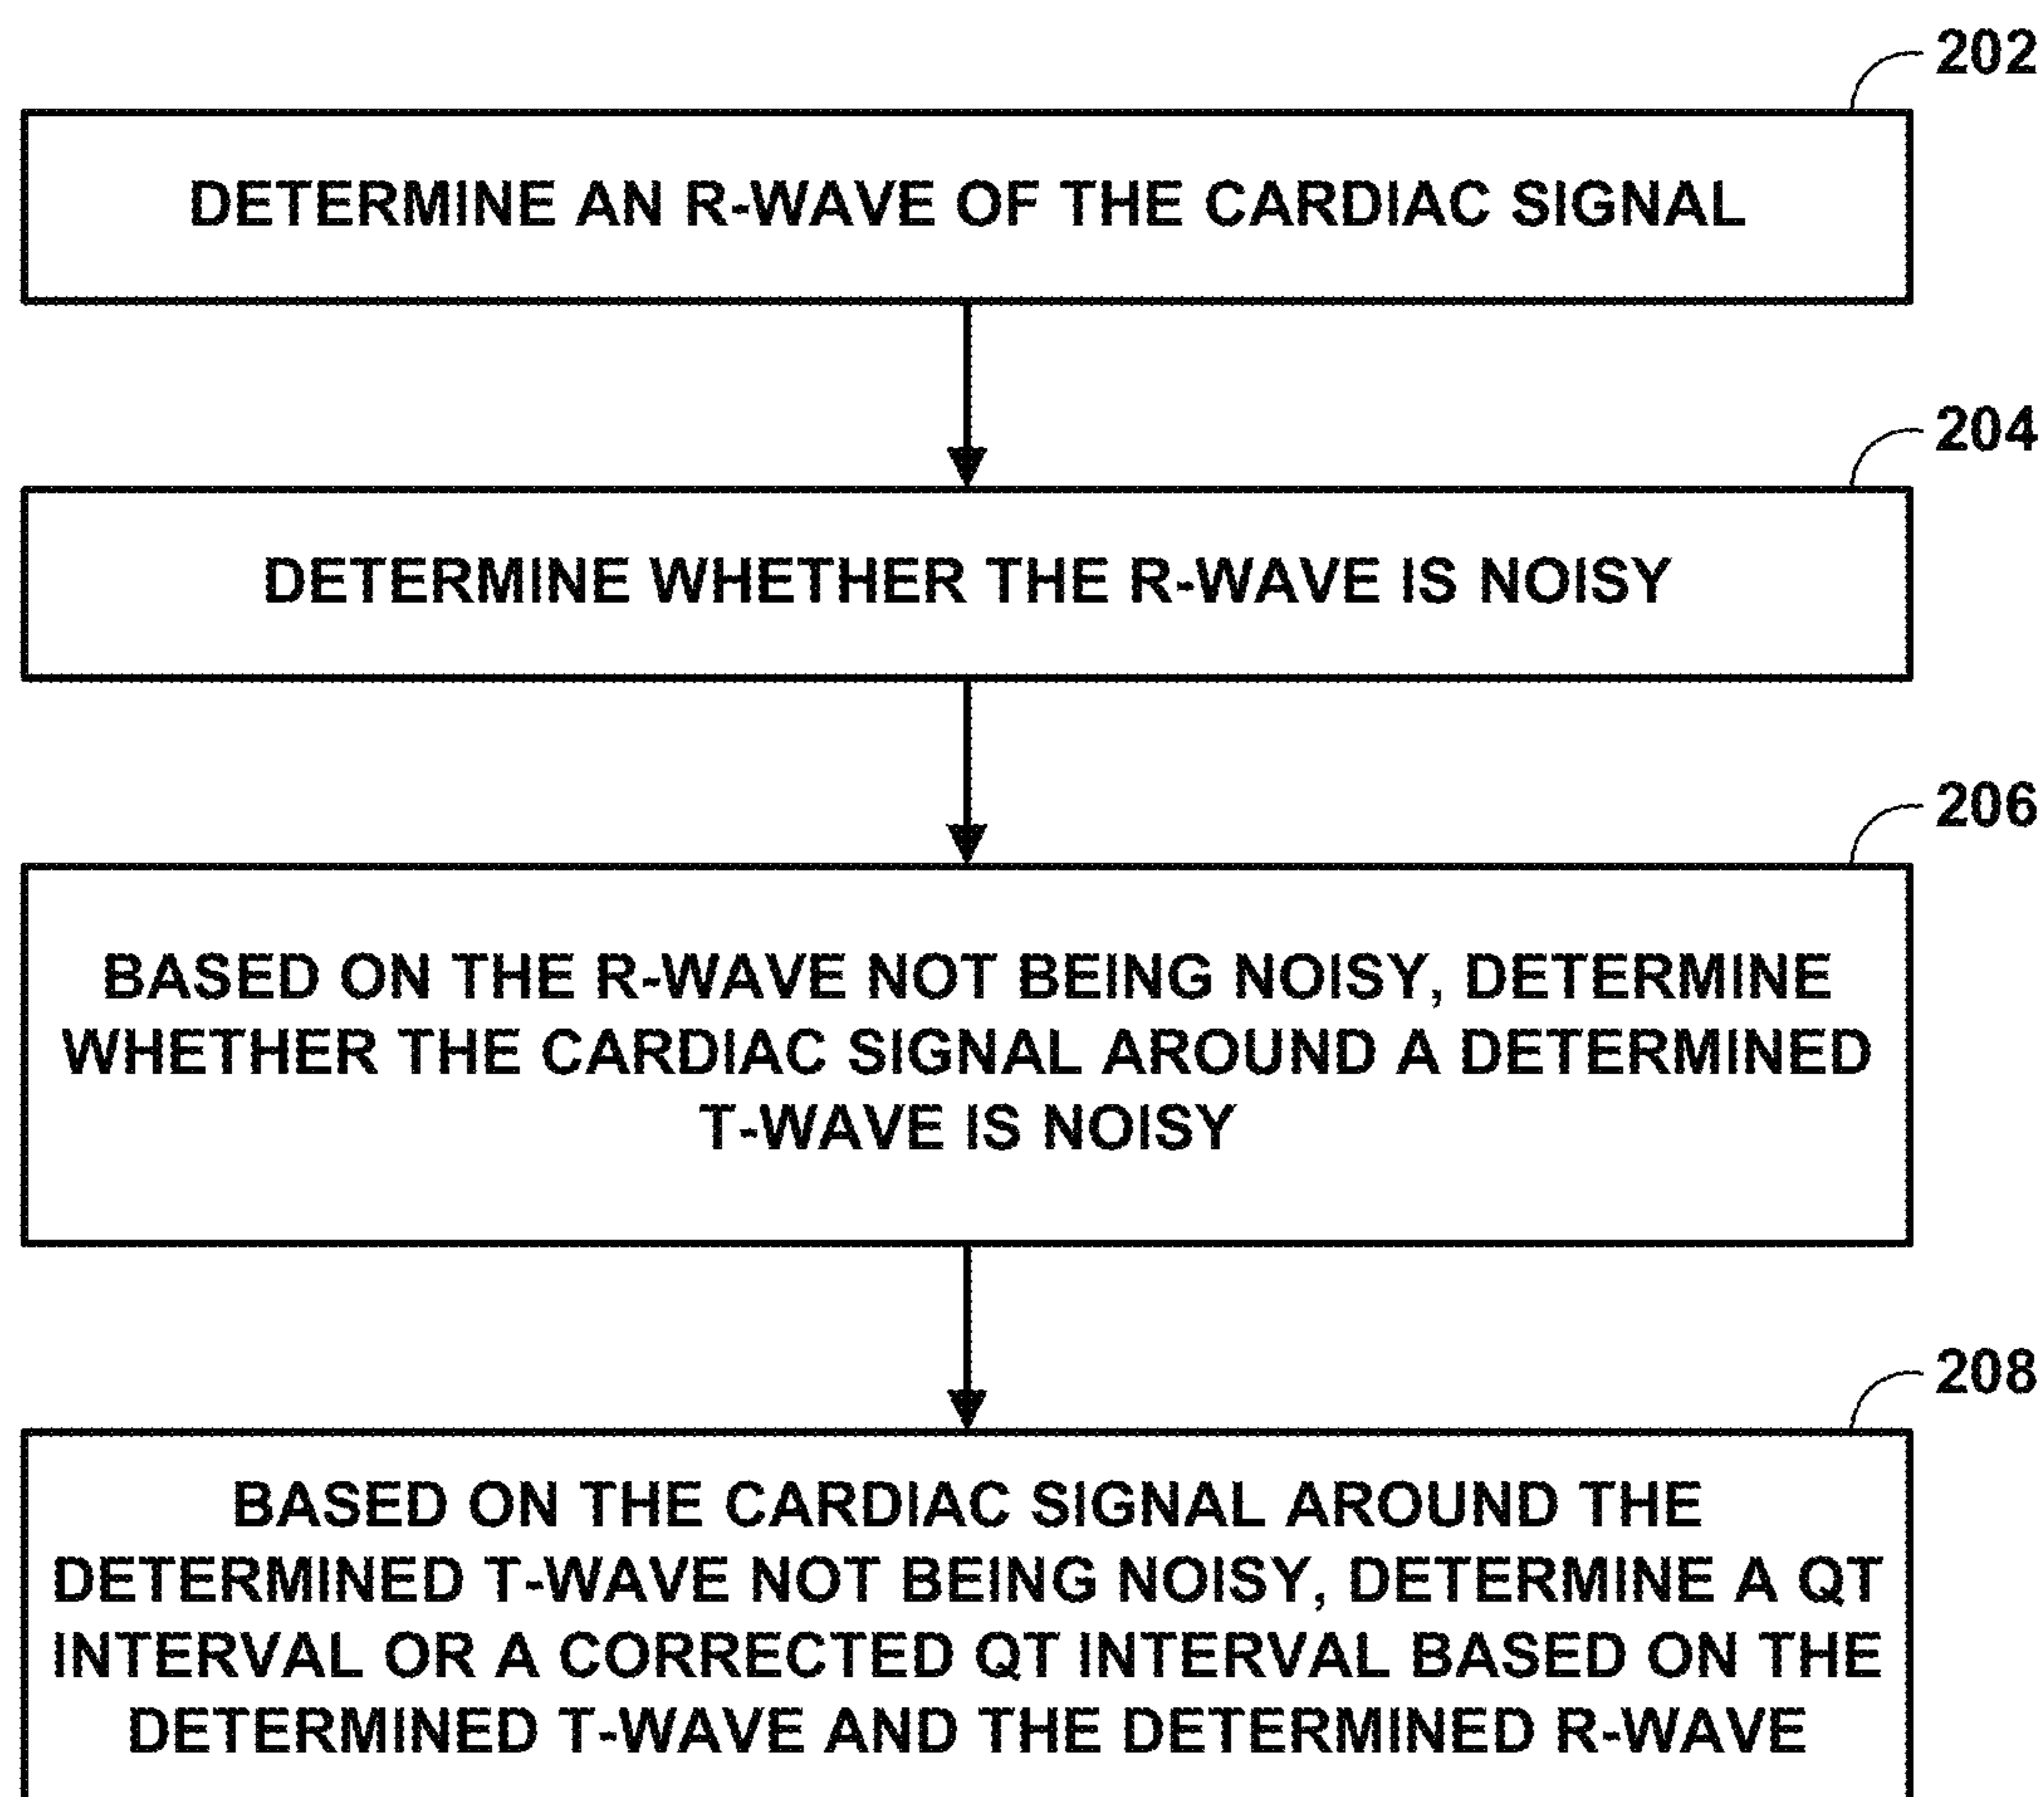 202
DETERMINE AN R-WAVE OF THE CARDIAC SIGNAL
204
DETERMINE WHETHER THE R-WAVE IS NOISY
206
BASED ON THE R-WAVE NOT BEING NOISY, DETERMINE
WHETHER THE CARDIAC SIGNAL AROUND A DETERMINED
T-WAVE IS NOISY
208
BASED ON THE CARDIAC SIGNAL AROUND THE
DETERMINED T-WAVE NOT BEING NOISY, DETERMINE A QT
INTERVAL OR A CORRECTED QT INTERVAL BASED ON THE
DETERMINED T-WAVE AND THE DETERMINED R-WAVE